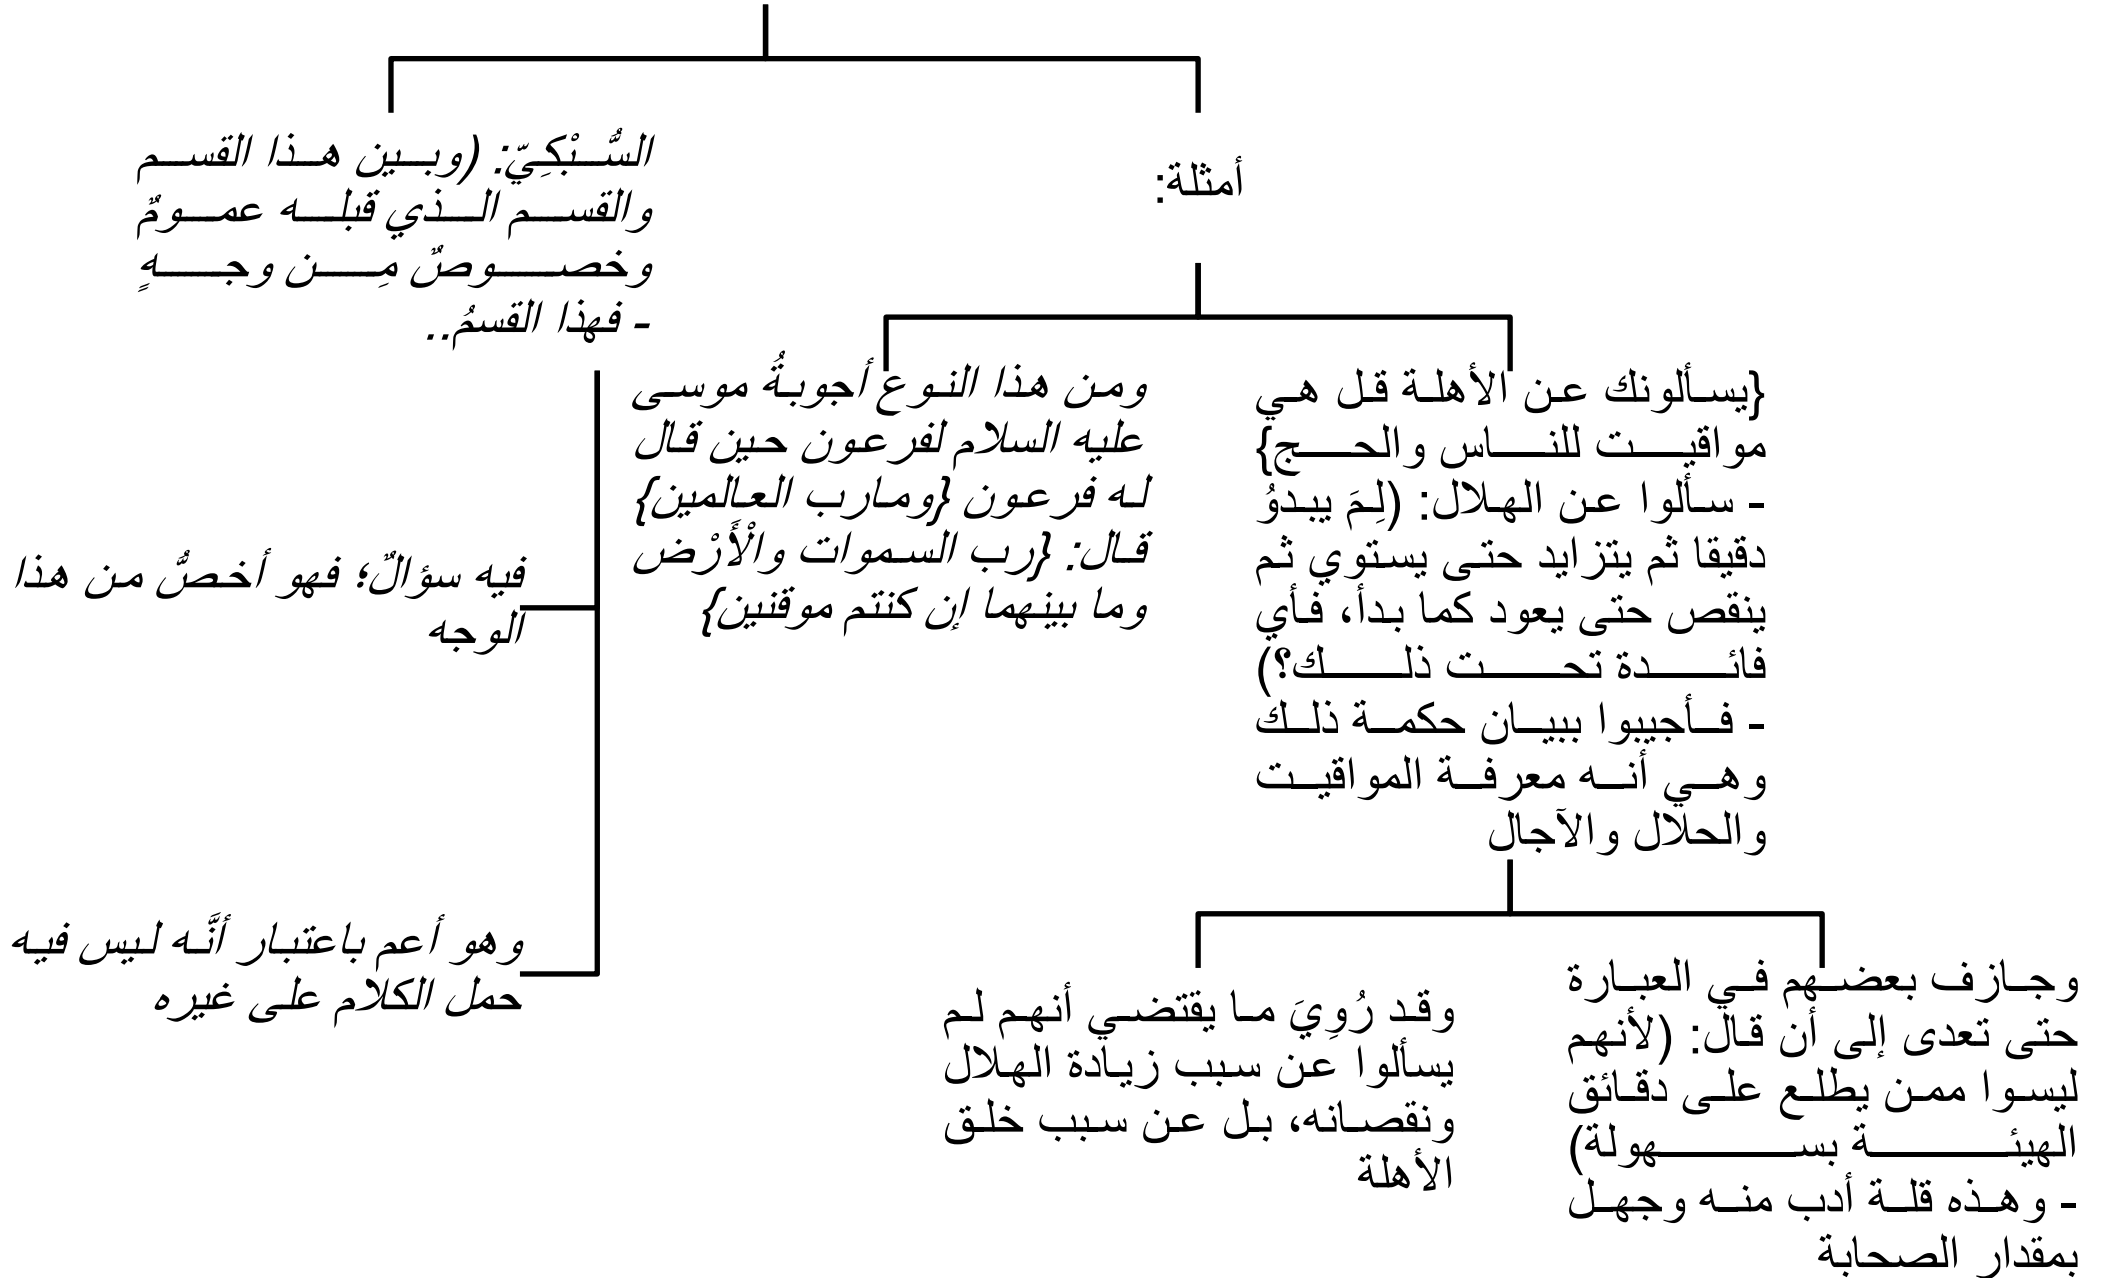 أمثلة:
{يسألونك عن الأهلة قل هي
مواقيت للناس والحج}
- سألوا عن الهلال: (لِمَ يبدوُ
دقيقا ثم يتزايد حتى يستوي ثم
ينقص حتى يعود كما بدأ، فأي
فائدة تحت ذلك؟)
- فأجيبوا ببيان حكمة ذلك
وهي أنه معرفة المواقيت
والحلال والآجال
وجازف بعضهم في العبارة
حتى تعدى إلى أن قال: (لأنهم
ليسوا ممن يطلع على دقائق
الهيئة بسهولة)
- وهذه قلة أدب منه وجهل
بمقدار الصحابة
وقد رُوِيَ ما يقتضي أنهم لم
يسألوا عن سبب زيادة الهلال
ونقصانه، بل عن سبب خلق
الأهلة
ومن هذا النوع أجوبةُ موسى
عليه السلام لفرعون حين قال
له فرعون {ومارب العالمين}
قال: {رب السموات والْأَرْض
وما بينهما إن كنتم موقنين}
السُّبْكِيّ: (وبين هذا القسم
والقسم الذي قبله عمومٌ
وخصوصٌ مِن وجهٍ
- فهذا القسمُ..
فيه سؤالٌ؛ فهو أخصُّ من هذا
الوجه
وهو أعم باعتبار أنَّه ليس فيه
حمل الكلام على غيره